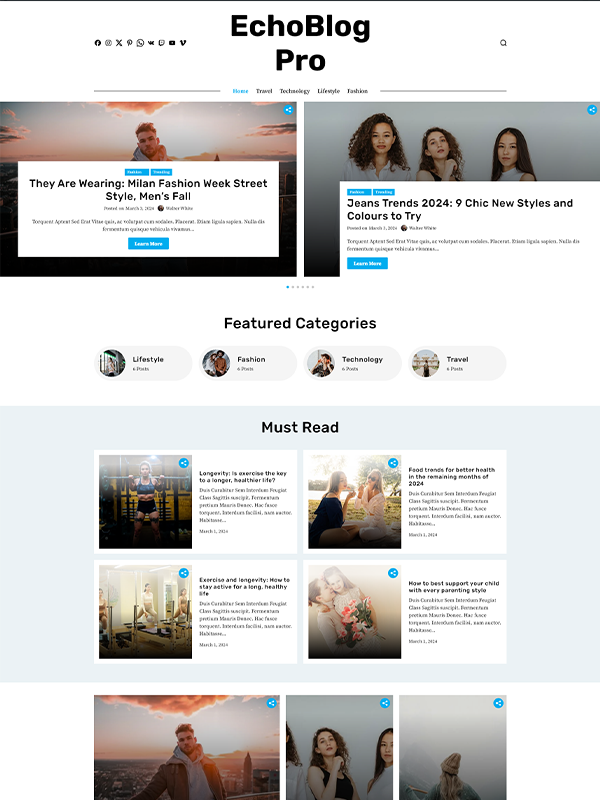 EchoBlog
Pro
Home Travel Technology Lifestyle Fashion
Fashion Trending
They Are Wearing: Milan Fashion Week Street
Style, Men's Fall
Posted on March 3, 2024 Walter White
Torquent Aptent Sed Erat Vitae quis, ac volutpat cum sodales. Placerat. Diam ligula sapien. Nulla dis
fermentum quisque vehicula vivamus...
Learn More
Fashion Trending
Jeans Trends 2024: 9 Chic New Styles and
Colours to Try
Posted on March 3, 2024 Walter White
Torquent Aptent Sed Erat Vitae quis, ac volutpat cum sodales. Placerat. Diam ligula sapien. Nulla dis
fermentum quisque vehicula vivamus...
Learn More
Featured Categories
Lifestyle
6 Posts
Fashion
6 Posts
Technology
6 Posts
Travel
6 Posts
Must Read
Longevity: Is exercise the key
to a longer, healthier life?
Duis Curabitur Sem Interdum Feugiat
Class Sagittis suscipit. Fermentum
pretium Mauris Donec. Hac fusce
torquent. Interdum facilisi, nam auctor.
Habitasse...
March 1, 2024
Food trends for better health
in the remaining months of
2024
Duis Curabitur Sem Interdum Feugiat
Class Sagittis suscipit. Fermentum
pretium Mauris Donec. Hac fusce
torquent. Interdum facilisi, nam auctor.
Habitasse...
March 1, 2024
Exercise and longevity: How to
stay active for a long, healthy
life
Duis Curabitur Sem Interdum Feugiat
Class Sagittis suscipit. Fermentum
pretium Mauris Donec. Hac fusce
torquent. Interdum facilisi, nam auctor.
Habitasse...
March 1, 2024
How to best support your child
with every parenting style
Duis Curabitur Sem Interdum Feugiat
Class Sagittis suscipit. Fermentum
pretium Mauris Donec. Hac fusce
torquent. Interdum facilisi, nam auctor.
Habitasse...
March 1, 2024